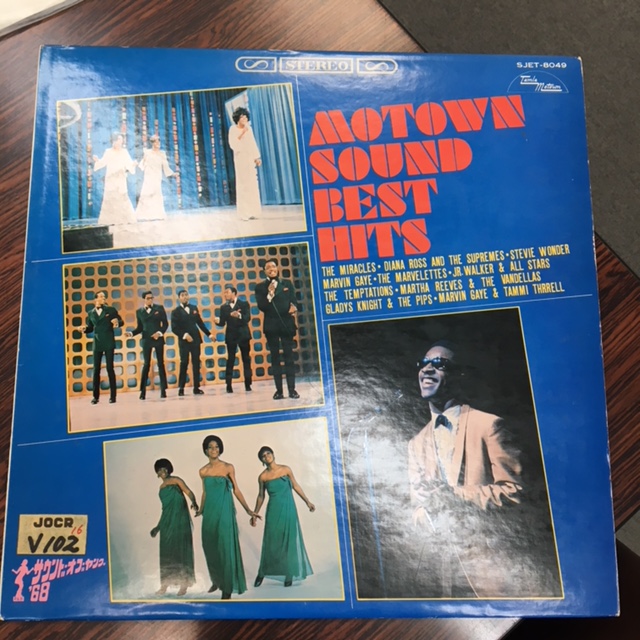 STEREO
SJET-8049
Tamla Motown
MOTOWN
SOUND
BEST
HITS
THE MIRACLES·DIANA ROSS AND THE SUPREMES·STEVIE WONDER
MARVIN GAYE·THE MARVELETTES·JR.WALKER & ALL STARS
THE TEMPTATIONS·MARTHA REEVES & THE VANDELLAS
GLADYS KNIGHT & THE PIPS·MARVIN GAYE & TAMMI THRRELL
JOCR
16
V102
サウンド・オブ・ヤング
'68